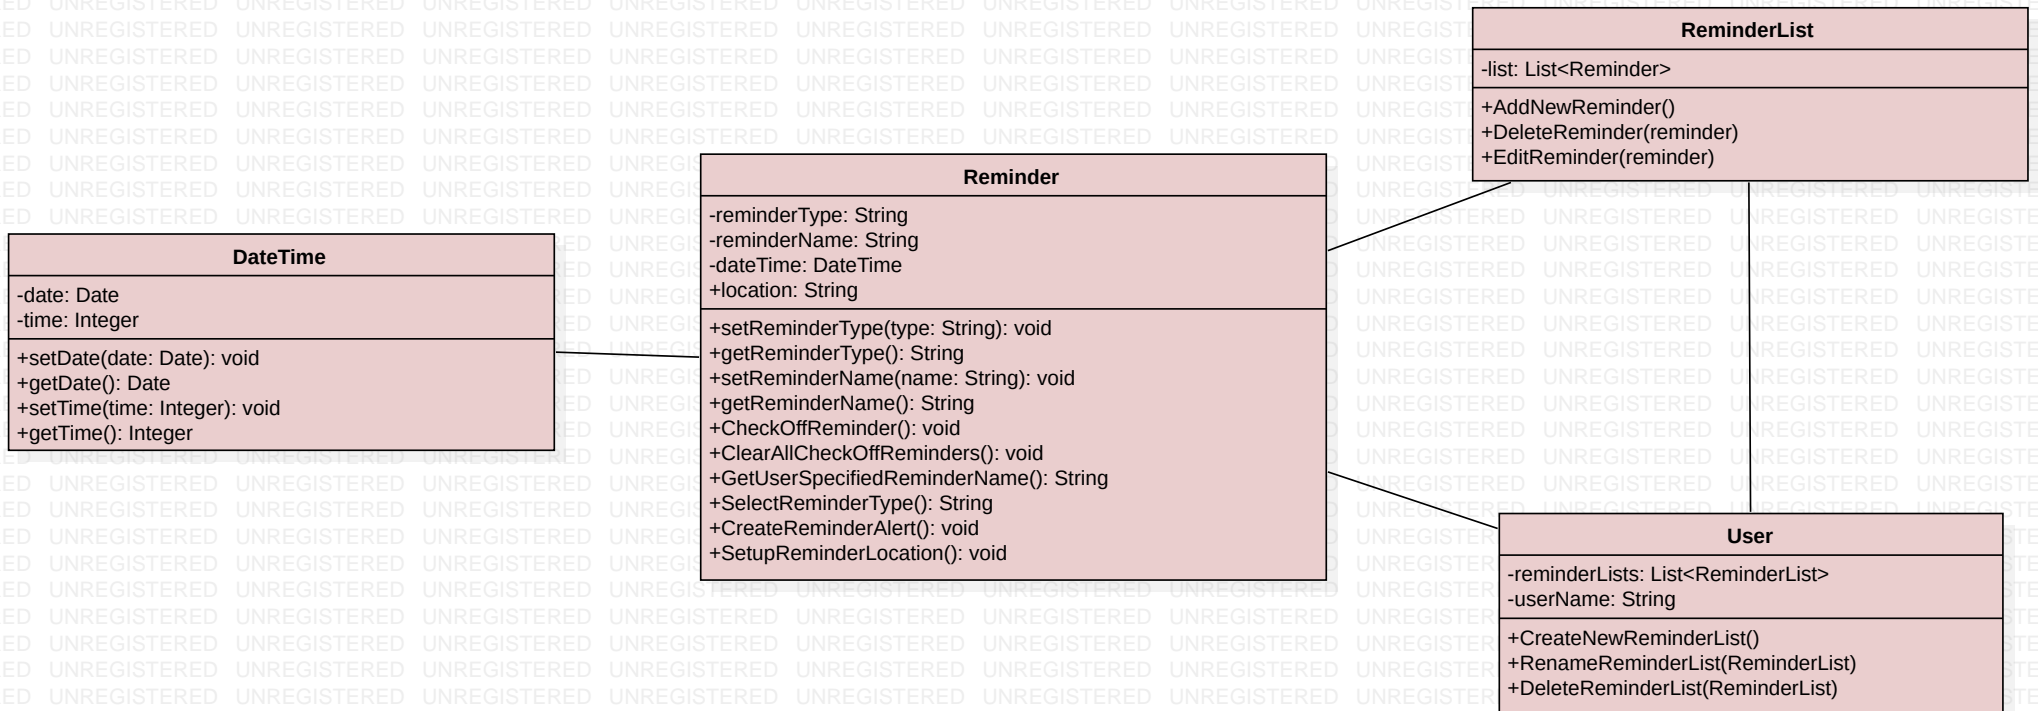 ReminderList
-list: List<Reminder>
+AddNewReminder()
+DeleteReminder(reminder)
+EditReminder(reminder)
Reminder
-reminderType: String
-reminderName: String
-dateTime: DateTime
+location: String
+setReminderType(type: String): void
+getReminderType(): String
+setReminderName(name: String): void
+getReminderName(): String
+CheckOffReminder(): void
+ClearAllCheckOffReminders(): void
+GetUserSpecifiedReminderName(): String
+SelectReminderType(): String
+CreateReminderAlert(): void
+SetupReminderLocation(): void
DateTime
-date: Date
-time: Integer
+setDate(date: Date): void
+getDate(): Date
+setTime(time: Integer): void
+getTime(): Integer
User
-reminderLists: List<ReminderList>
-userName: String
+CreateNewReminderList()
+RenameReminderList(ReminderList)
+DeleteReminderList(ReminderList)
UNREGISTERED